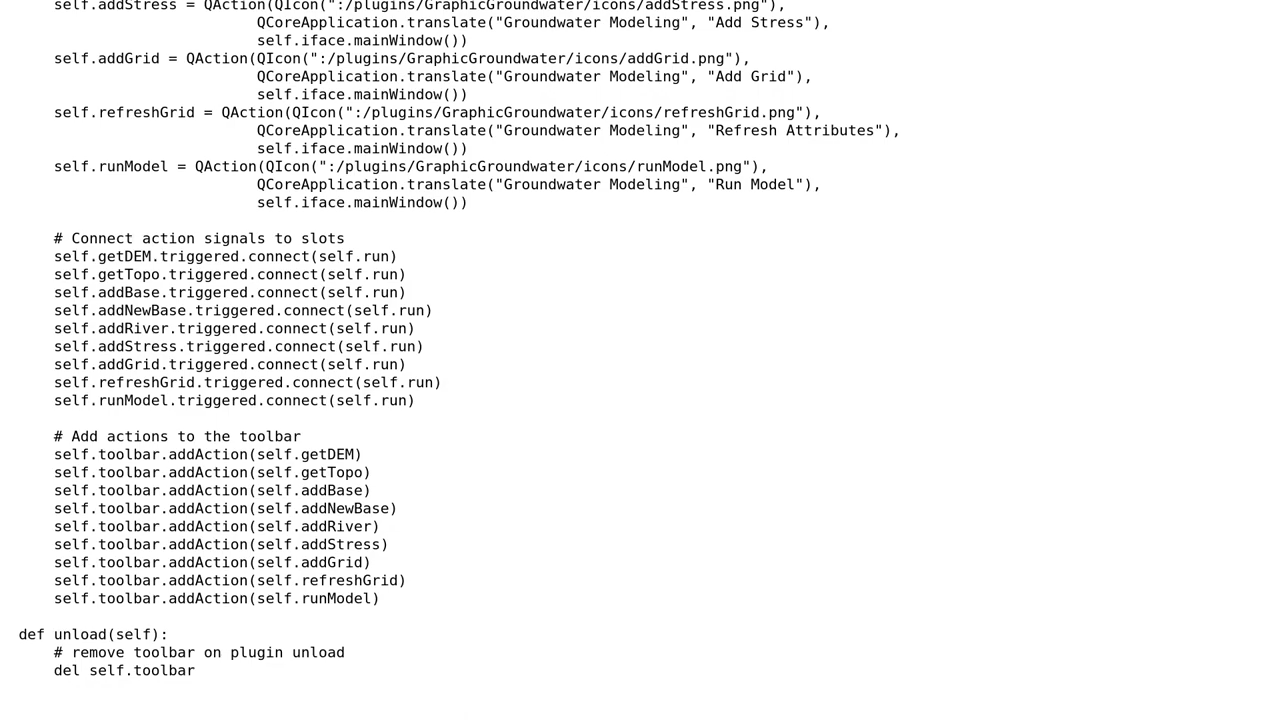 self.addStress = QAction(QIcon(":/plugins/GraphicGroundwater/icons/addStress.png"),
QCoreApplication.translate("Groundwater Modeling", "Add Stress"),
self.iface.mainWindow())
self.addGrid = QAction(QIcon(":/plugins/GraphicGroundwater/icons/addGrid.png"),
QCoreApplication.translate("Groundwater Modeling", "Add Grid"),
self.iface.mainWindow())
self.refreshGrid = QAction(QIcon(":/plugins/GraphicGroundwater/icons/refreshGrid.png"),
QCoreApplication.translate("Groundwater Modeling", "Refresh Attributes"),
self.iface.mainWindow())
self.runModel = QAction(QIcon(":/plugins/GraphicGroundwater/icons/runModel.png"),
QCoreApplication.translate("Groundwater Modeling", "Run Model"),
self.iface.mainWindow())
# Connect action signals to slots
self.getDEM.triggered.connect(self.run)
self.getTopo.triggered.connect(self.run)
self.addBase.triggered.connect(self.run)
self.addNewBase.triggered.connect(self.run)
self.addRiver.triggered.connect(self.run)
self.addStress.triggered.connect(self.run)
self.addGrid.triggered.connect(self.run)
self.refreshGrid.triggered.connect(self.run)
self.runModel.triggered.connect(self.run)
# Add actions to the toolbar
self.toolbar.addAction(self.getDEM)
self.toolbar.addAction(self.getTopo)
self.toolbar.addAction(self.addBase)
self.toolbar.addAction(self.addNewBase)
self.toolbar.addAction(self.addRiver)
self.toolbar.addAction(self.addStress)
self.toolbar.addAction(self.addGrid)
self.toolbar.addAction(self.refreshGrid)
self.toolbar.addAction(self.runModel)
def unload(self):
# remove toolbar on plugin unload
del self.toolbar